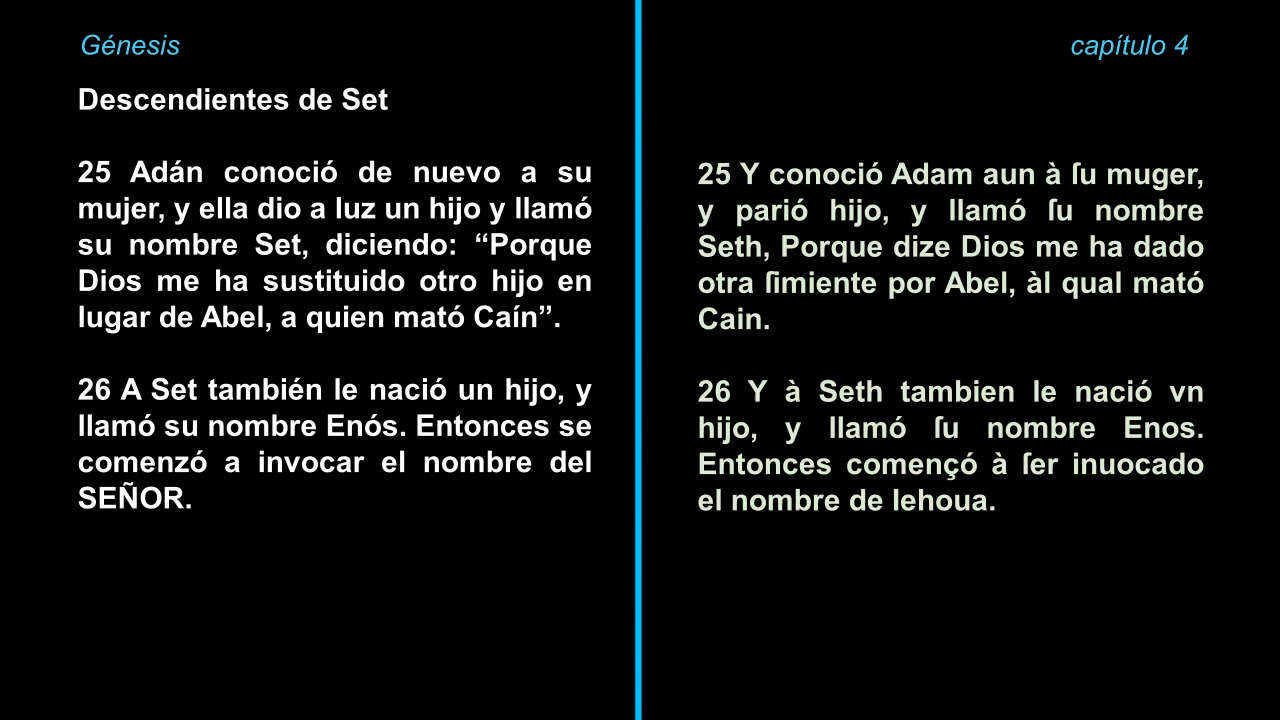 Génesis
capítulo 4
Descendientes de Set
25 Adán conoció de nuevo a su
mujer, y ella dio a luz un hijo y llamó
su nombre Set, diciendo: “Porque
Dios me ha sustituido otro hijo en
lugar de Abel, a quien mató Caín”.
26 A Set también le nació un hijo, y
llamó su nombre Enós. Entonces se
comenzó a invocar el nombre del
SEÑOR.
25 Y conoció Adam aun à ſu muger,
y parió hijo, y llamó ſu nombre
Seth, Porque dize Dios me ha dado
otra ſimiente por Abel, àl qual mató
Cain.
26 Y à Seth tambien le nació vn
hijo, y llamó ſu nombre Enos.
Entonces començó à ſer inuocado
el nombre de Iehoua.